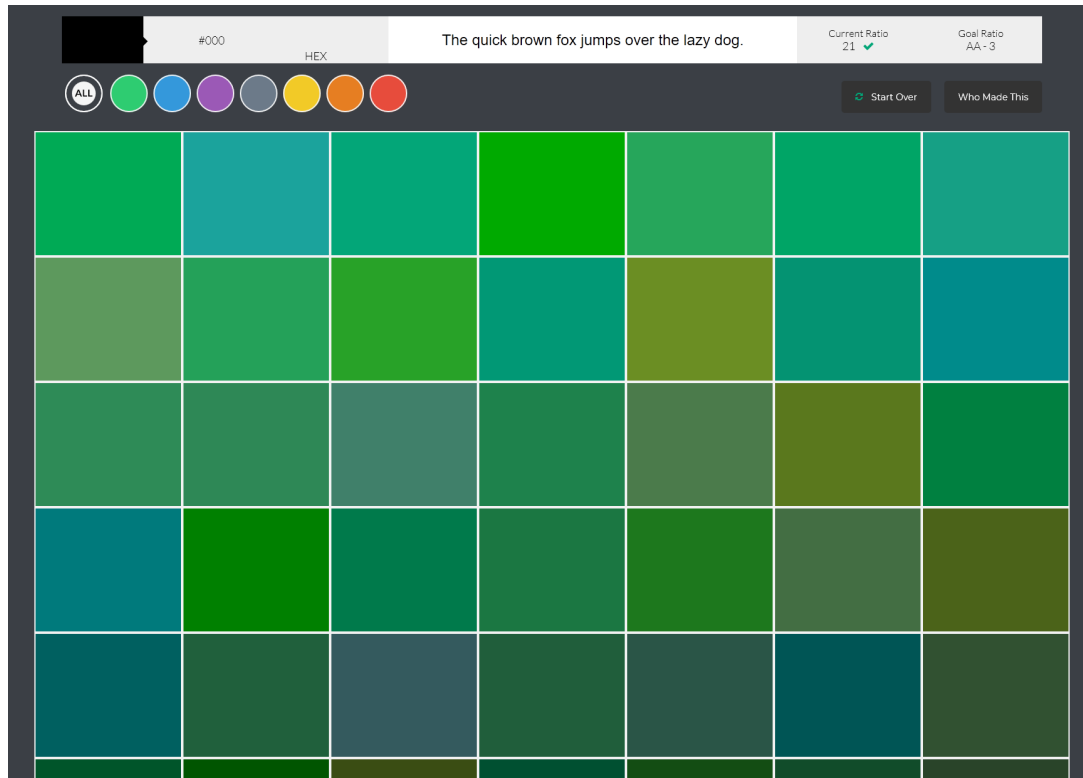 #000
HEX
The quick brown fox jumps over the lazy dog.
Current Ratio
21
Goal Ratio
AA - 3
ALL
Start Over
Who Made This